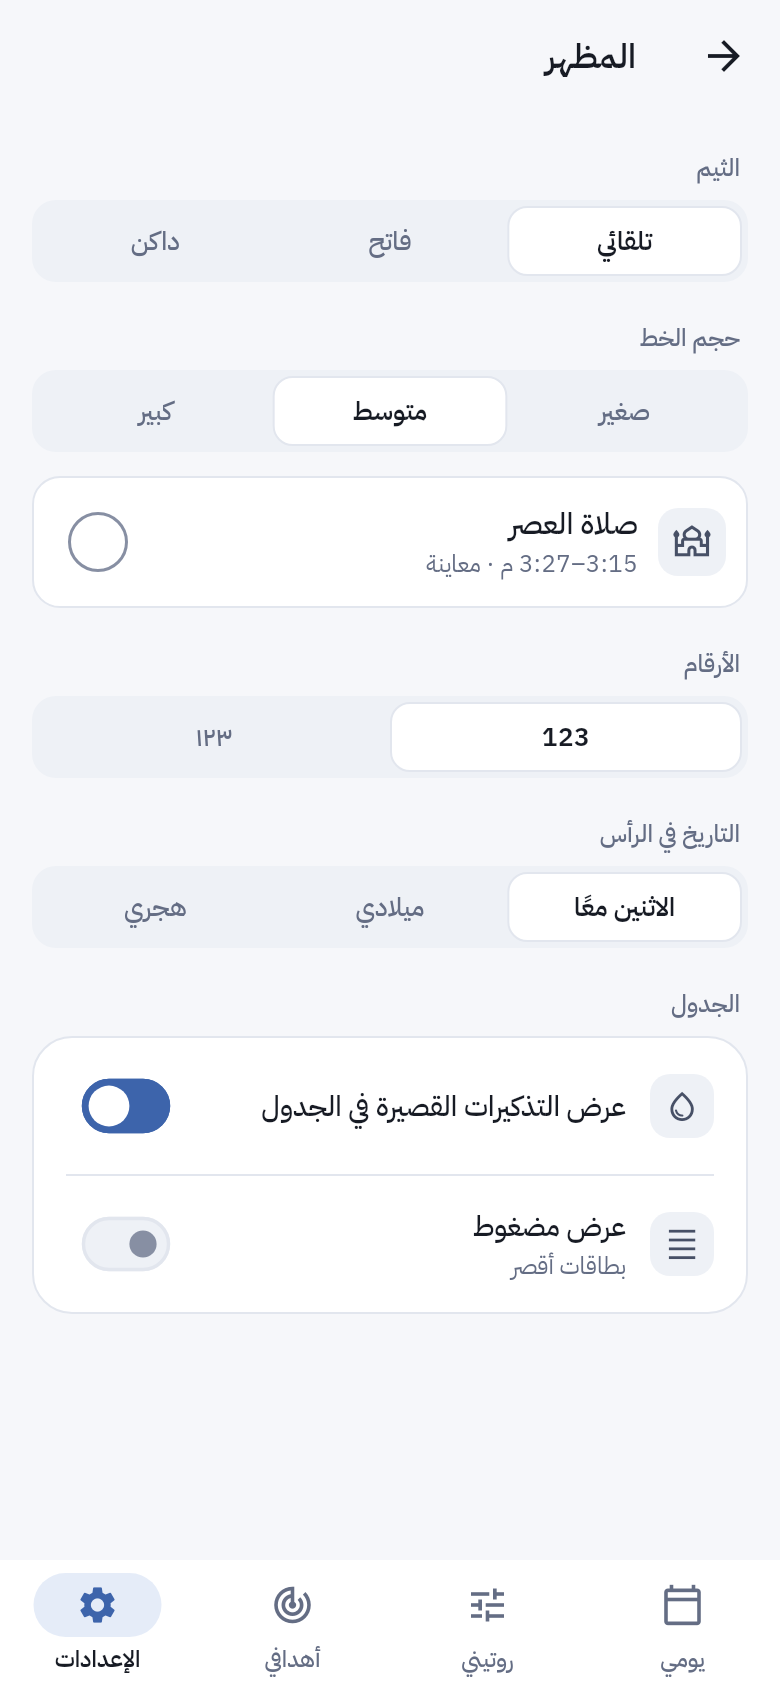 المظهر
الثيم
تلقائي
فاتح
داكن
حجم الخط
صغير
متوسط
كبير
صلاة العصر
3:15–3:27 م · معاينة
الأرقام
123
١٢٣
التاريخ في الرأس
الاثنين معًا
ميلادي
هجري
الجدول
عرض التذكيرات القصيرة في الجدول
عرض مضغوط
بطاقات أقصر
يومي
روتيني
أهدافي
الإعدادات